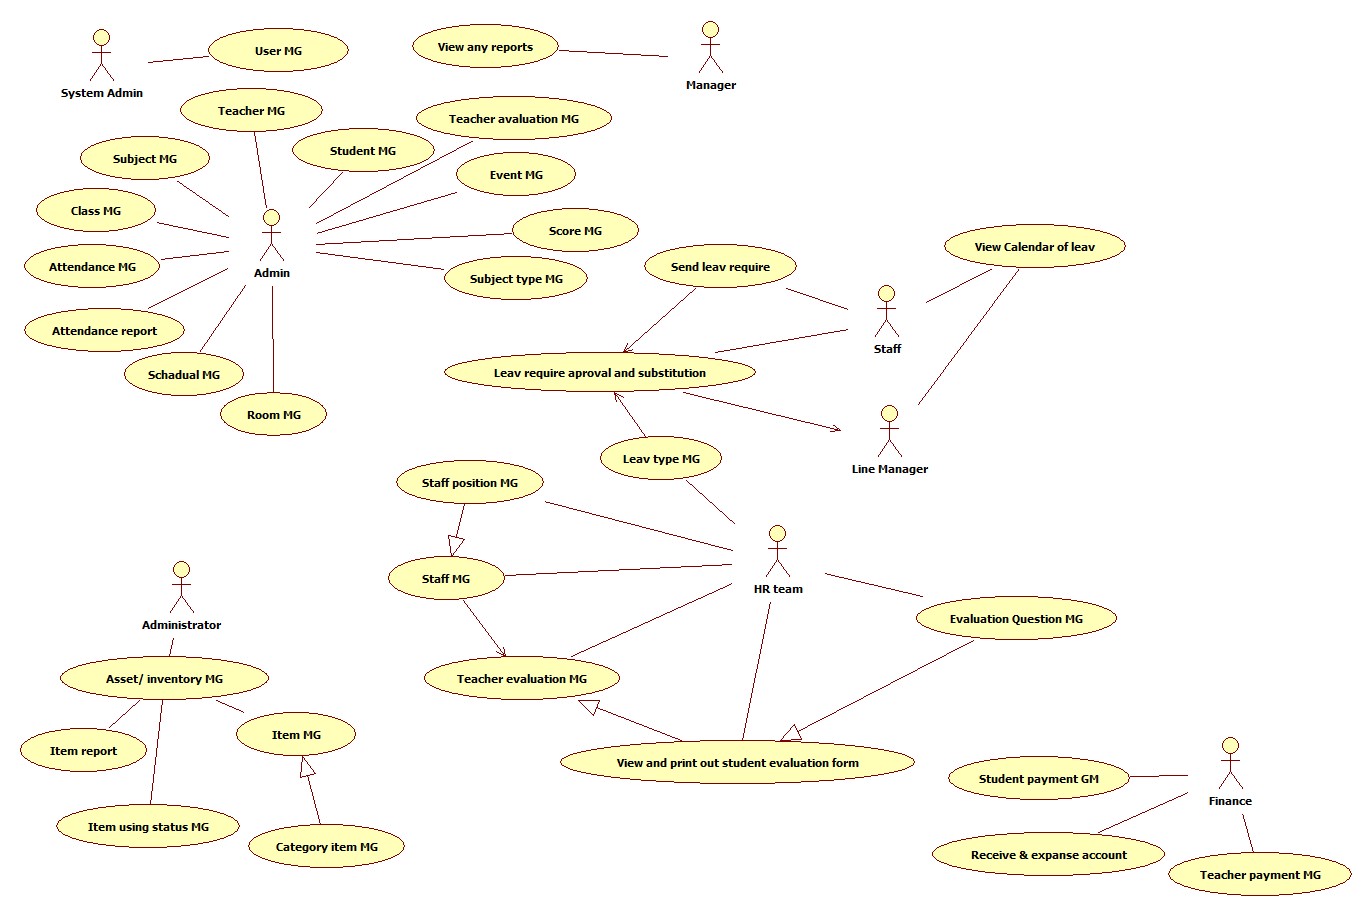 User MG
View any reports
System Admin
Manager
Teacher MG
Teacher avaluation MG
Student MG
Subject MG
Event MG
Class MG
Score MG
View Calendar of leav
Attendance MG
Admin
Send leav require
Subject type MG
Attendance report
Staff
Schadual MG
Leav require aproval and substitution
Room MG
Leav type MG
Line Manager
Staff position MG
Staff MG
HR team
Administrator
Evaluation Question MG
Asset/ inventory MG
Teacher evaluation MG
Item MG
Item report
View and print out student evaluation form
Student payment GM
Finance
Item using status MG
Category item MG
Receive & expanse account
Teacher payment MG